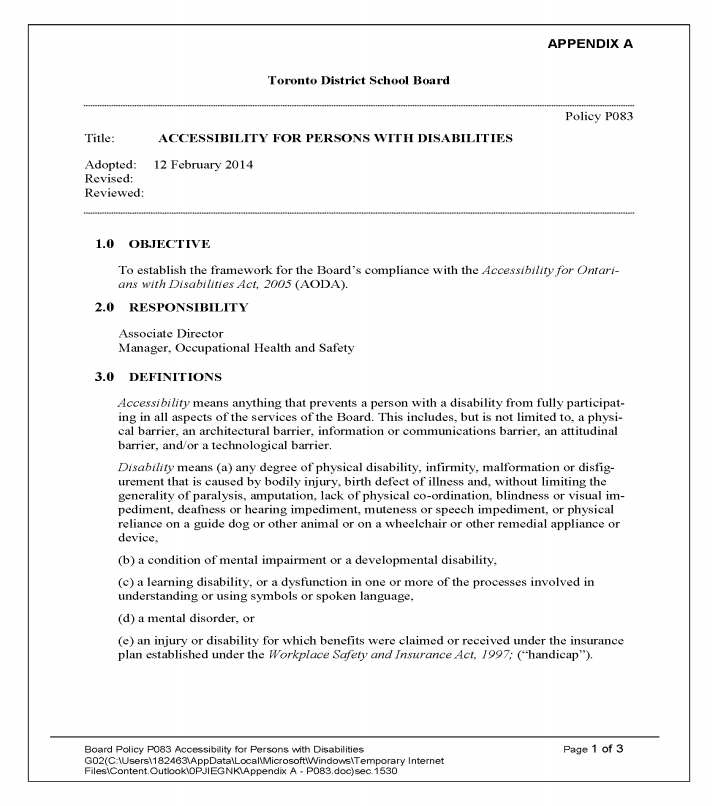 APPENDIX A
Toronto District School Board
Policy P083
Title: ACCESSIBILITY FOR PERSONS WITH DISABILITIES
Adopted: 12 February 2014
Revised:
Reviewed:
1.0 OBJECTIVE
To establish the framework for the Board's compliance with the Accessibility for Ontari-
ans with Disabilities Act, 2005 (AODA).
2.0 RESPONSIBILITY
Associate Director
Manager, Occupational Health and Safety
3.0 DEFINITIONS
Accessibility means anything that prevents a person with a disability from fully participat-
ing in all aspects of the services of the Board. This includes, but is not limited to, a physi-
cal barrier, an architectural barrier, information or communications barrier, an attitudinal
barrier, and/or a technological barrier.
Disability means (a) any degree of physical disability, infirmity, malformation or disfig-
urement that is caused by bodily injury, birth defect of illness and, without limiting the
generality of paralysis, amputation, lack of physical co-ordination, blindness or visual im-
pediment, deafness or hearing impediment, muteness or speech impediment, or physical
reliance on a guide dog or other animal or on a wheelchair or other remedial appliance or
device,
(b) a condition of mental impairment or a developmental disability,
(c) a learning disability, or a dysfunction in one or more of the processes involved in
understanding or using symbols or spoken language,
(d) a mental disorder, or
(e) an injury or disability for which benefits were claimed or received under the insurance
plan established under the Workplace Safety and Insurance Act, 1997; ("handicap").
Board Policy P083 Accessibility for Persons with Disabilities Page 1 of 3
G02(C:\Users\182463\AppData\Local\Microsoft\Windows\Temporary Internet
Files\Content.Outlook\0PJIEGNK\Appendix A - P083.doc)sec.1530